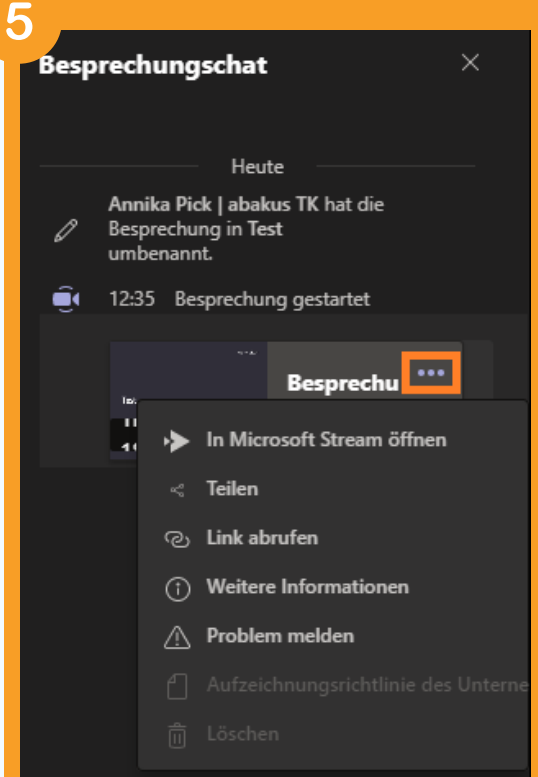 5
Besprechungschat
Heute
Annika Pick | abakus TK hat die
Besprechung in Test
umbenannt.
12:35 Besprechung gestartet
Besprechu
In Microsoft Stream öffnen
Teilen
Link abrufen
Weitere Informationen
Problem melden
Aufzeichnungsrichtlinie des Unterne
Löschen